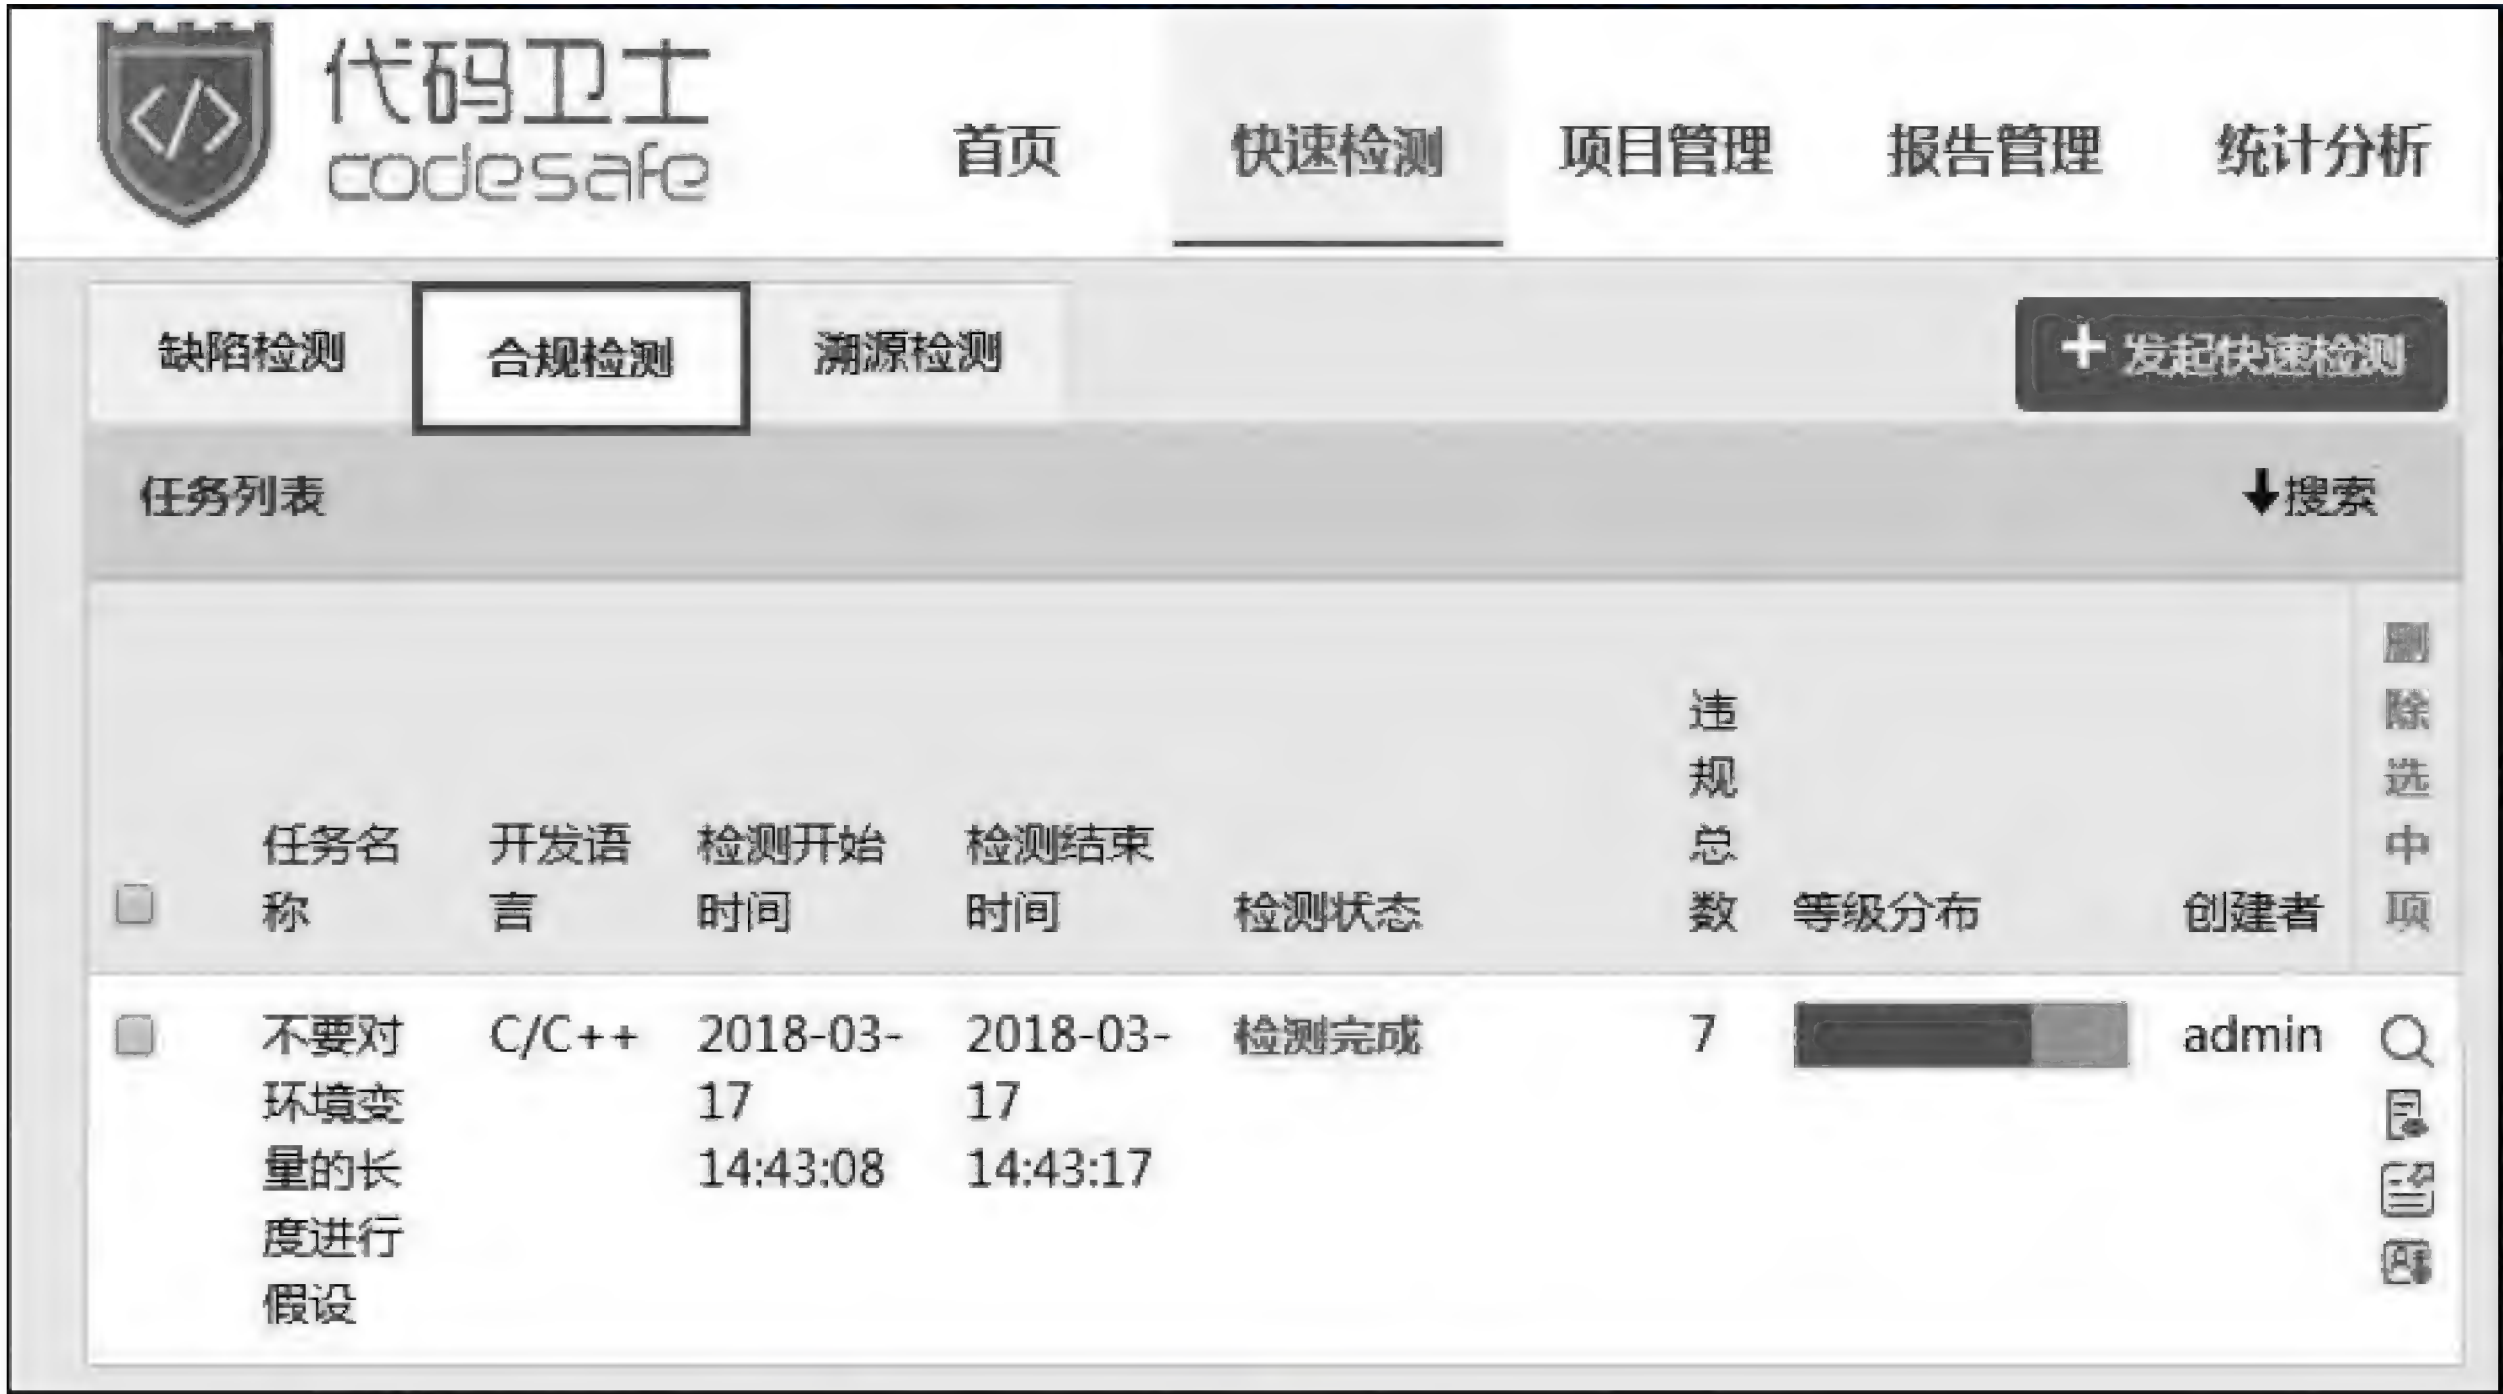 代码卫士
codesafe
首页 快速检测 项目管理 报告管理 统计分析
缺陷检测 合规检测 溯源检测 + 发起快速检测
任务列表 搜索
任务名
称
开发语
言
检测开始
时间
检测结束
时间
检测状态
违
规
总
数
等级分布
创建者
删
除
选
中
项
不要对
环境变
量的长
度进行
假设
C/C++
2018-03-
17
14:43:08
2018-03-
17
14:43:17
检测完成
7
admin